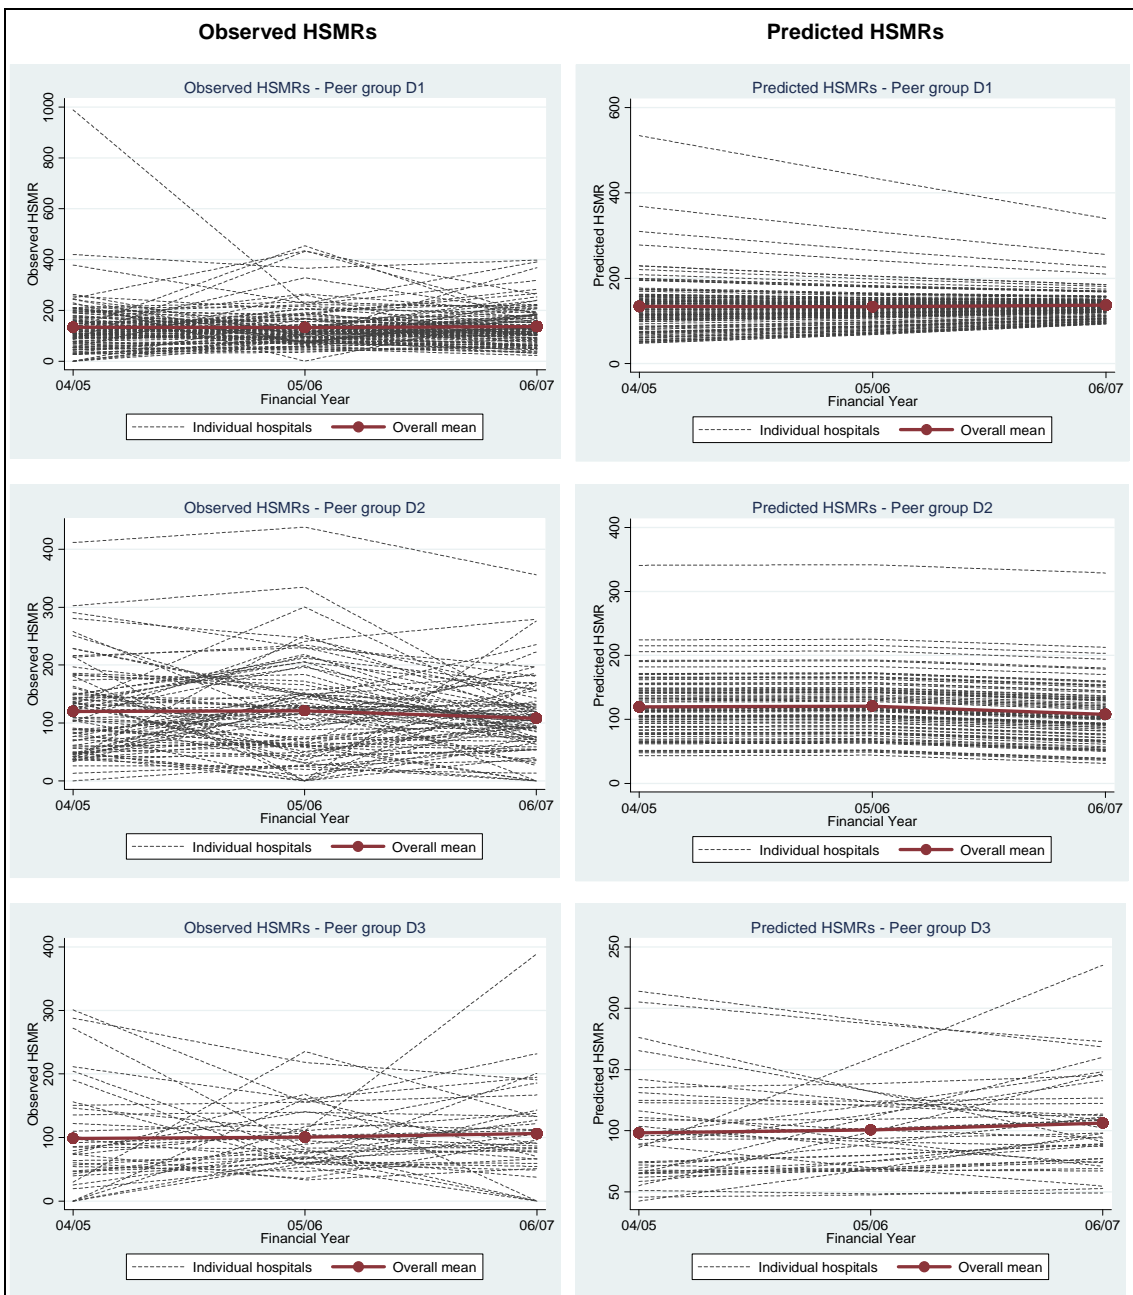 Observed HSMRs
Predicted HSMRs
Observed HSMRs - Peer group D1
Observed HSMR
1000
800
600
400
200
0
04/05
05/06
06/07
Financial Year
Individual hospitals
Overall mean
Predicted HSMRs - Peer group D1
Predicted HSMR
600
400
200
0
04/05
05/06
06/07
Financial Year
Individual hospitals
Overall mean
Observed HSMRs - Peer group D2
Observed HSMR
400
300
200
100
0
04/05
05/06
06/07
Financial Year
Individual hospitals
Overall mean
Predicted HSMRs - Peer group D2
Predicted HSMR
400
300
200
100
0
04/05
05/06
06/07
Financial Year
Individual hospitals
Overall mean
Observed HSMRs - Peer group D3
Observed HSMR
400
300
200
100
0
04/05
05/06
06/07
Financial Year
Individual hospitals
Overall mean
Predicted HSMRs - Peer group D3
Predicted HSMR
250
200
150
100
50
04/05
05/06
06/07
Financial Year
Individual hospitals
Overall mean